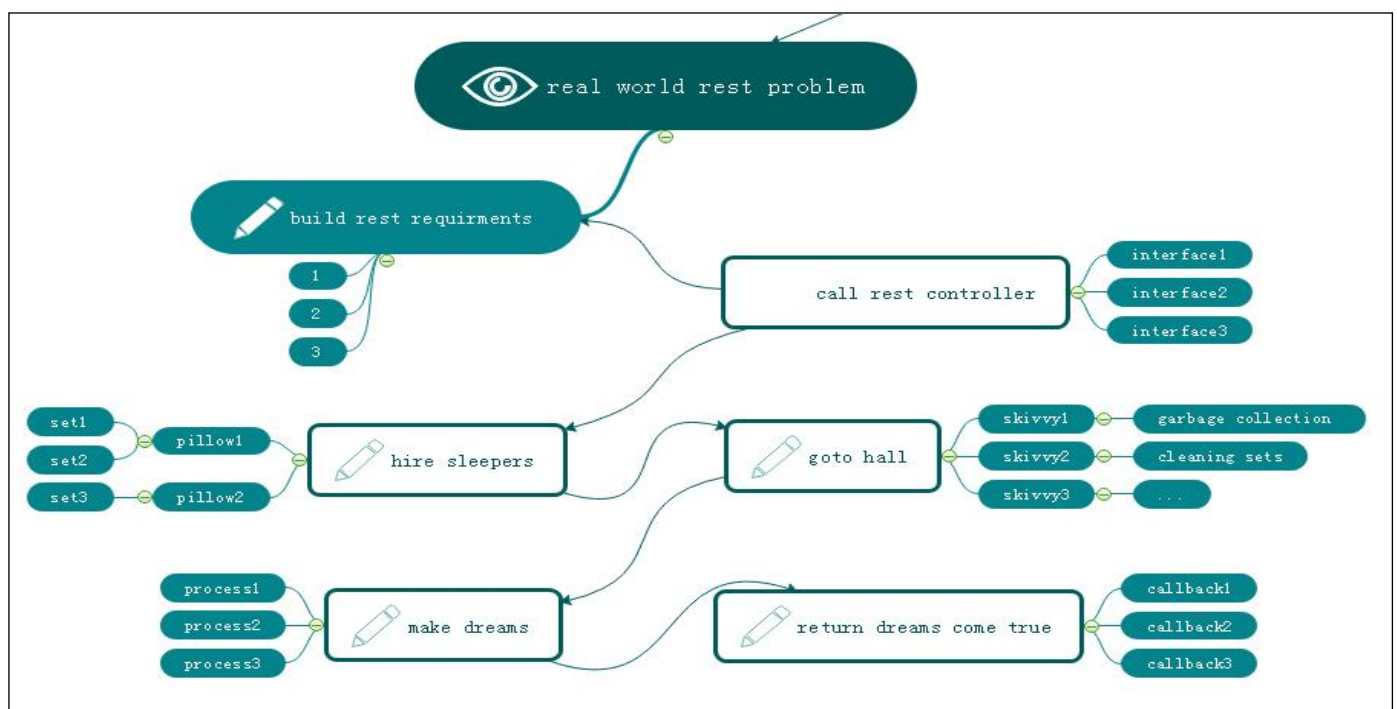 real world rest problem
build rest requirments
1
2
3
call rest controller
interface1
interface2
interface3
set1
set2
set3
pillow1
pillow2
hire sleepers
goto hall
skivvy1
garbage collection
skivvy2
cleaning sets
skivvy3
...
process1
process2
process3
make dreams
return dreams come true
callback1
callback2
callback3